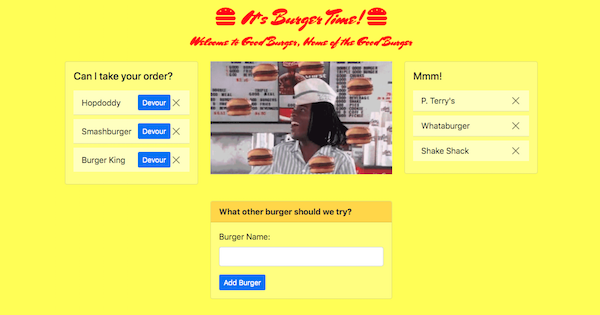 It's Burger Time!
Welcome to Good Burger, Home of the Good Burger
Can I take your order?
Hopdoddy Devour
Smashburger Devour
Burger King Devour
Mmm!
P. Terry's
Whataburger
Shake Shack
What other burger should we try?
Burger Name:
Add Burger